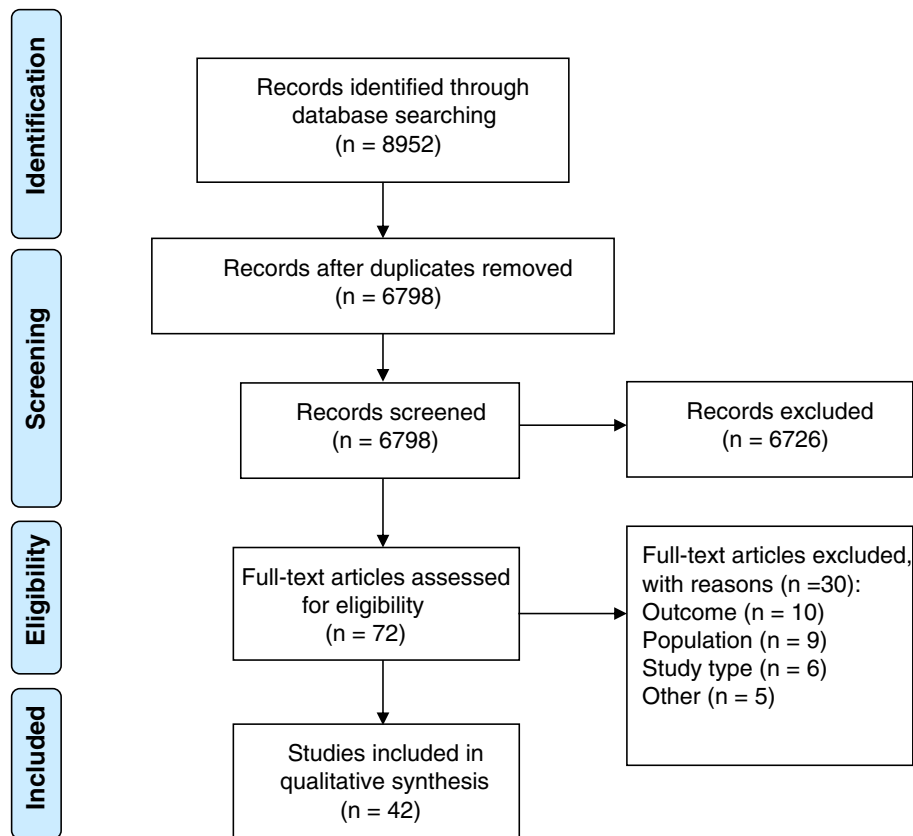 Identification
Records identified through
database searching
(n = 8952)
Records after duplicates removed
(n = 6798)
Screening
Records screened
(n = 6798)
Records excluded
(n = 6726)
Eligibility
Full-text articles assessed
for eligibility
(n = 72)
Full-text articles excluded,
with reasons (n =30):
Outcome (n = 10)
Population (n = 9)
Study type (n = 6)
Other (n = 5)
Included
Studies included in
qualitative synthesis
(n = 42)